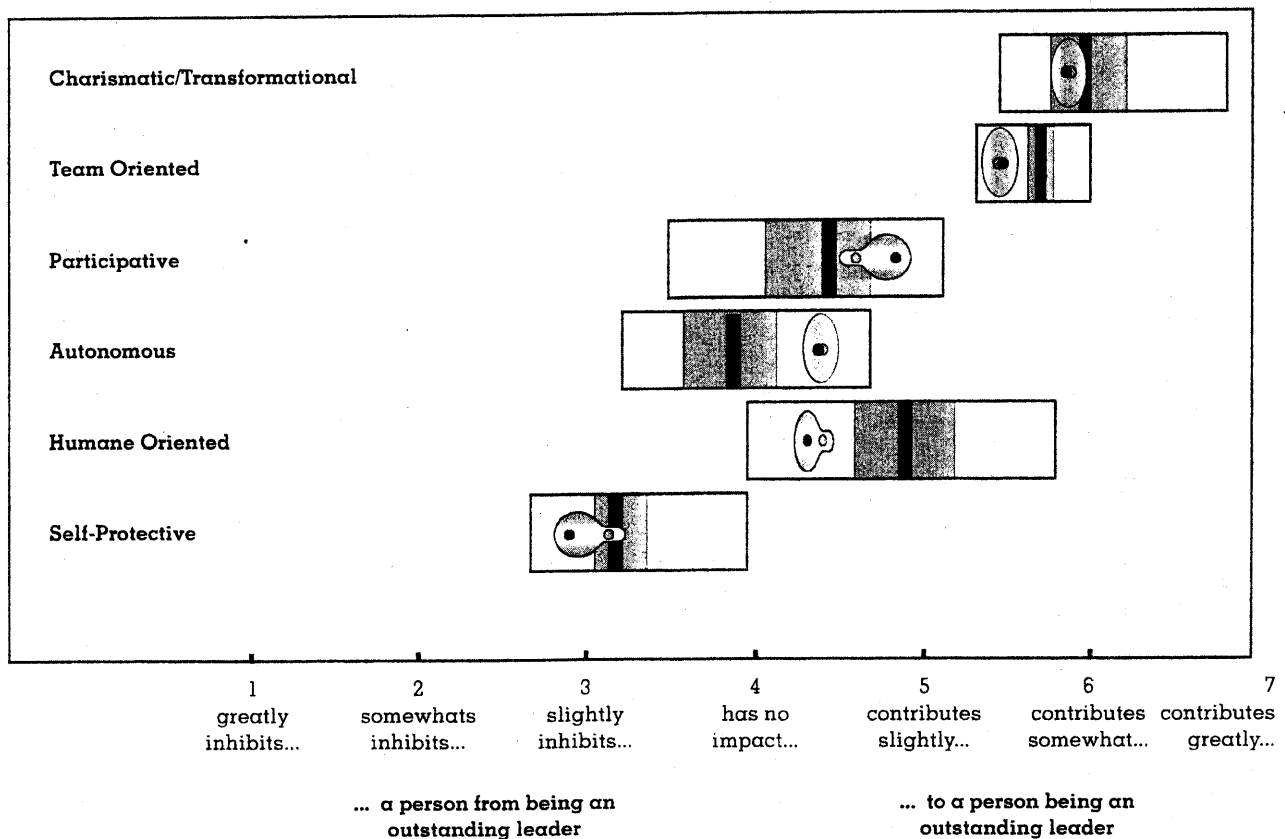 Charismatic/Transformational
Team Oriented
Participative
Autonomous
Humane Oriented
Self-Protective
1 2 3 4 5 6 7
greatly somewhats slightly has no contributes contributes contributes
inhibits... inhibits... inhibits... impact... slightly... somewhat... greatly...
... a person from being an ... to a person being an
outstanding leader outstanding leader